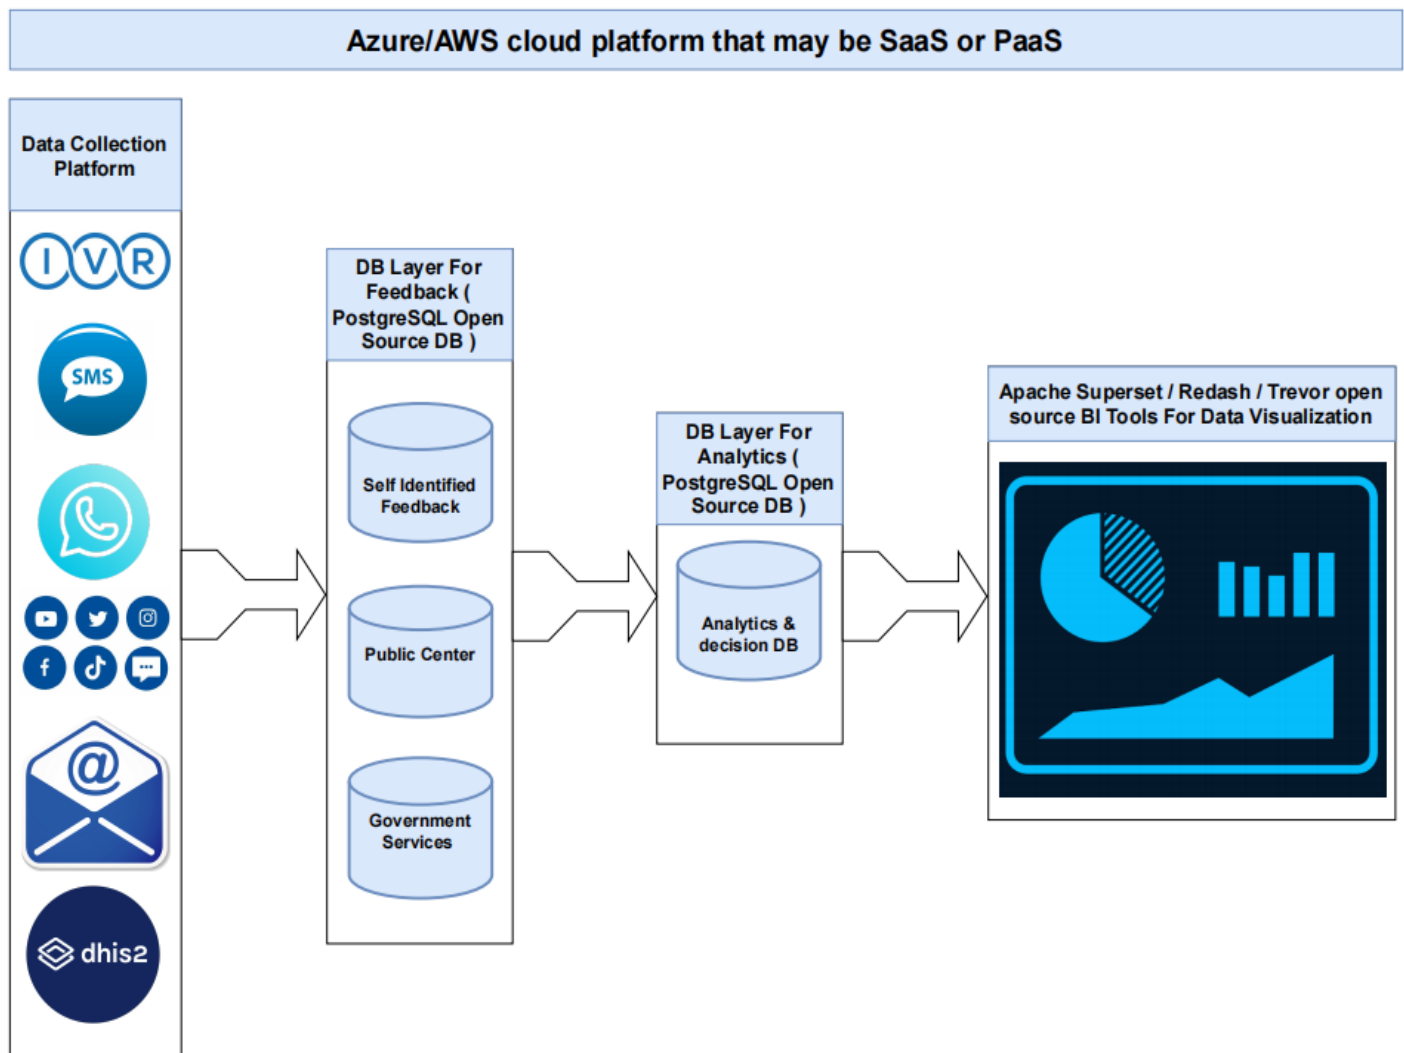 Azure/AWS cloud platform that may be SaaS or PaaS
Data Collection
Platform
IVR
SMS
@
dhis2
DB Layer For
Feedback (
PostgreSQL Open
Source DB )
Self Identified
Feedback
Public Center
Government
Services
DB Layer For
Analytics (
PostgreSQL Open
Source DB )
Analytics &
decision DB
Apache Superset / Redash / Trevor open
source BI Tools For Data Visualization